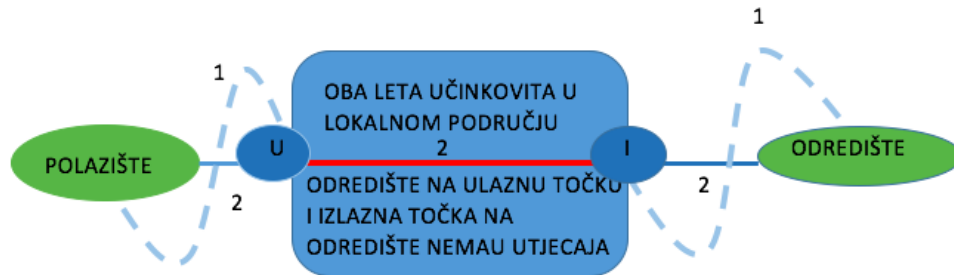 1
1
OBA LETA UČINKOVITA U
LOKALNOM PODRUČJU
POLAZIŠTE
U
2
I
ODREDIŠTE
2
2
ODREDIŠTE NA ULAZNU TOČKU
I IZLAZNA TOČKA NA
ODREDIŠTE NEMAU UTJECAJA